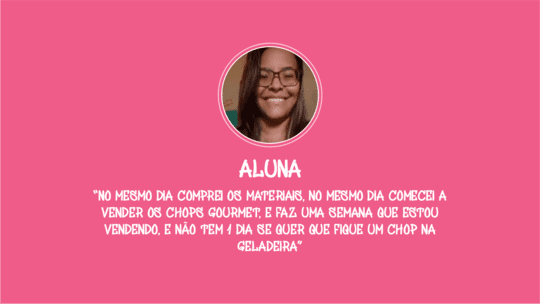 ALUNA
"NO MESMO DIA COMPREI OS MATERIAIS, NO MESMO DIA COMECEI A
VENDER OS CHOPS GOURMET, E FAZ UMA SEMANA QUE ESTOU
VENDENDO, E NÃO TEM 1 DIA SE QUER QUE FIQUE UM CHOP NA
GELADEIRA"